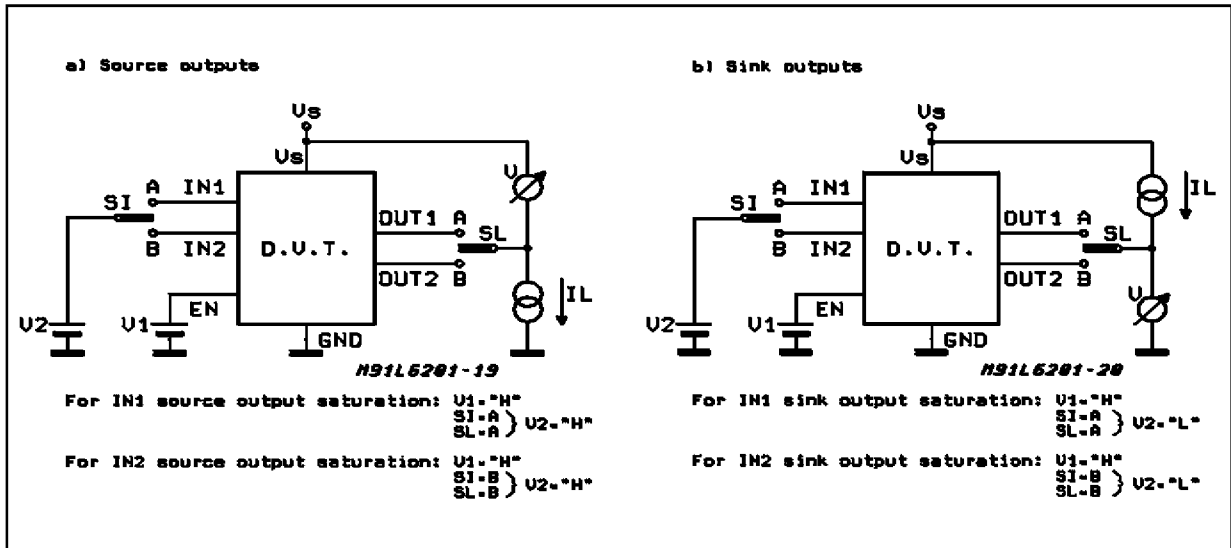 a) Source outputs
Vs
Vs
V
A
IN1
SI
B
IN2
D.V.T.
OUT1
A
SL
OUT2
B
IL
EN
V2
V1
GND
M91L6201-19
For IN1 source output saturation: V1="H"
SI=A
SL=A
} V2="H"
For IN2 source output saturation: V1="H"
SI=B
SL=B
} V2="H"
b) Sink outputs
Vs
Vs
IL
A
IN1
SI
B
IN2
D.V.T.
OUT1
A
SL
OUT2
B
V
EN
V2
V1
GND
M91L6201-20
For IN1 sink output saturation: V1="H"
SI=A
SL=A
} V2="L"
For IN2 sink output saturation: V1="H"
SI=B
SL=B
} V2="L"